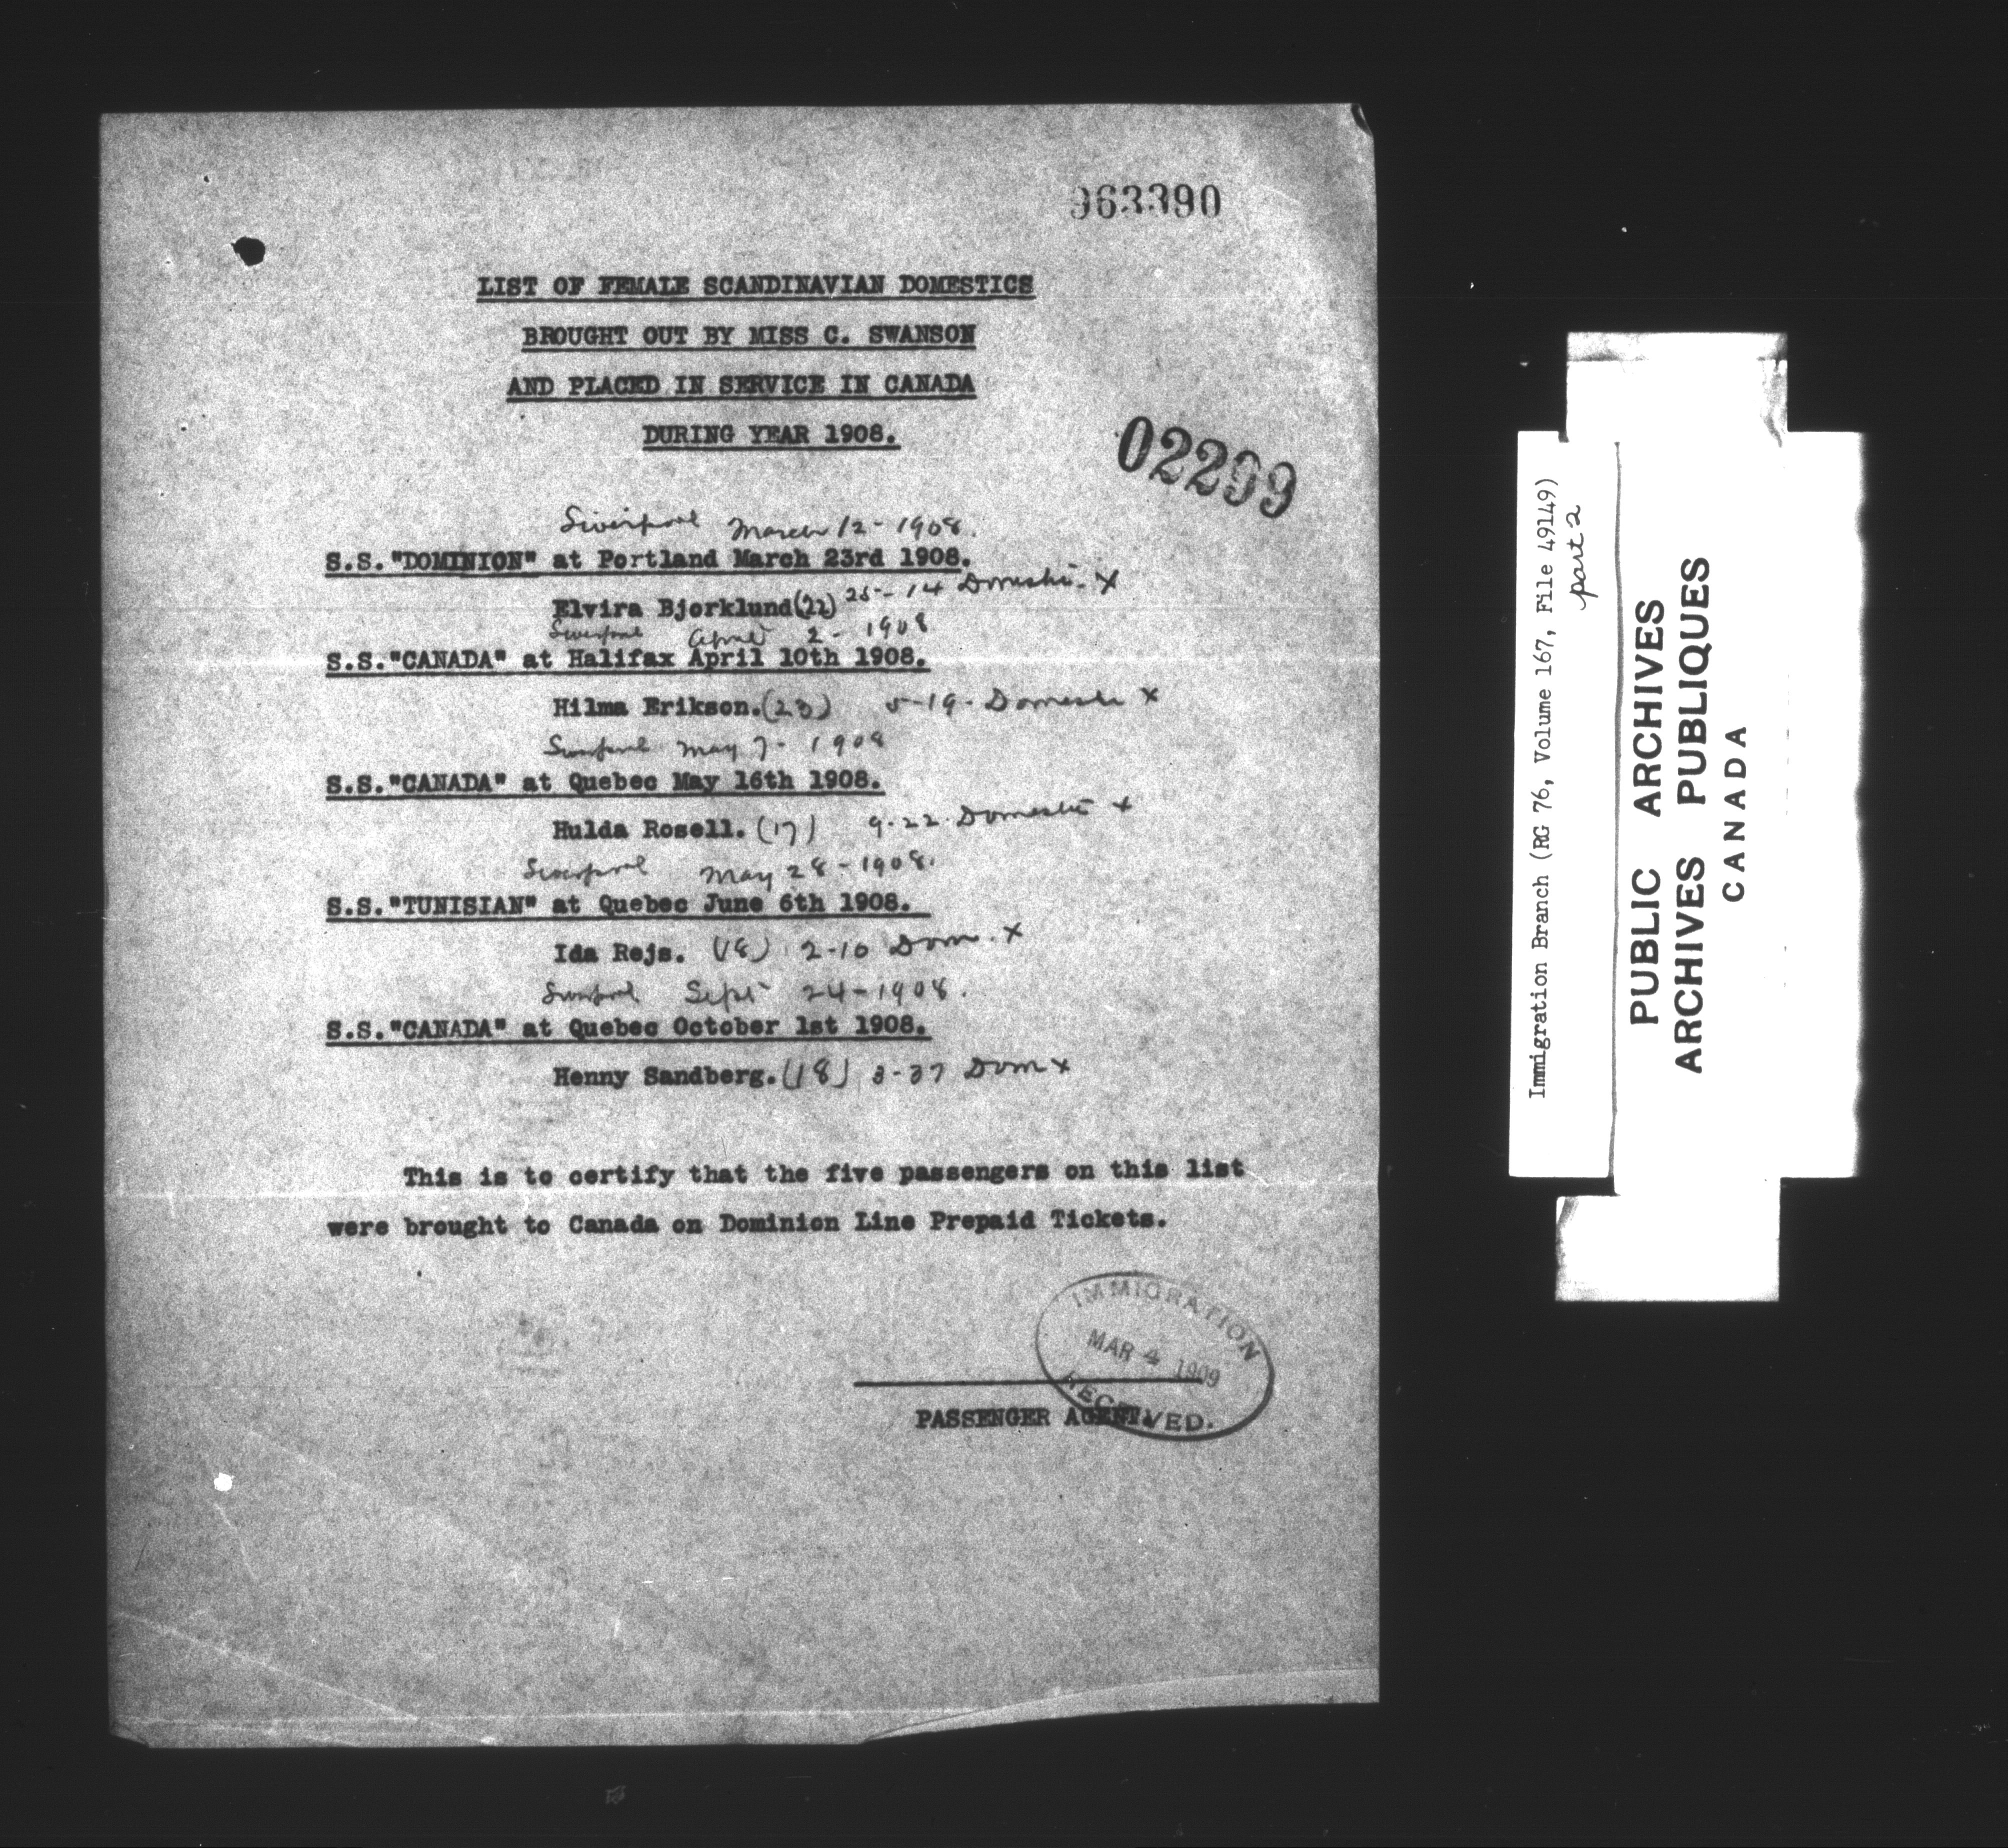 963390
LIST OF FEMALE SCANDINAVIAN DOMESTICS
BROUGHT OUT BY MISS C. SWANSON
AND PLACED IN SERVICE IN CANADA
DURING YEAR 1908.
02299
Liverpool March 12 - 1908.
S.S."DOMINION" at Portland March 23rd 1908.
Elvira Bjorklund (22) 25 - 14 Domestic. X
Liverpool April 2 - 1908
S.S."CANADA" at Halifax April 10th 1908.
Hilma Erikson. (23) 5-19. Domestic X
Liverpool May 7 - 1908
S.S."CANADA" at Quebec May 16th 1908.
Hulda Rosell. (17) 9-22. Domestic X
Liverpool May 28 - 1908.
S.S."TUNISIAN" at Quebec June 6th 1908.
Ida Rejs. (18) 2-10 Dom. X
Liverpool Sept 24 - 1908.
S.S."CANADA" at Quebec October 1st 1908.
Henny Sandberg. (18) 3-37 Dom X
This is to certify that the five passengers on this list
were brought to Canada on Dominion Line Prepaid Tickets.
IMMIGRATION
MAR 4 1909
RECEIVED.
PASSENGER AGENT.
Immigration Branch (RG 76, Volume 167, File 49149)
part 2
PUBLIC ARCHIVES
ARCHIVES PUBLIQUES
CANADA